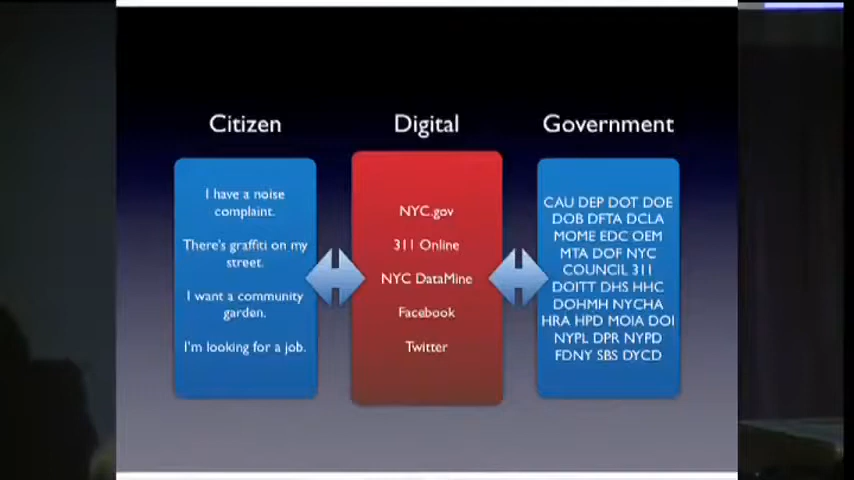 Citizen
Digital
Government
I have a noise
complaint.
There's graffiti on my
street.
I want a community
garden.
I'm looking for a job.
NYC.gov
311 Online
NYC DataMine
Facebook
Twitter
CAU DEP DOT DOE
DOB DFTA DCLA
MOME EDC OEM
MTA DOF NYC
COUNCIL 311
DOITT DHS HHC
DOHMH NYCHA
HRA HPD MOIA DOI
NYPL DPR NYPD
FDNY SBS DYCD